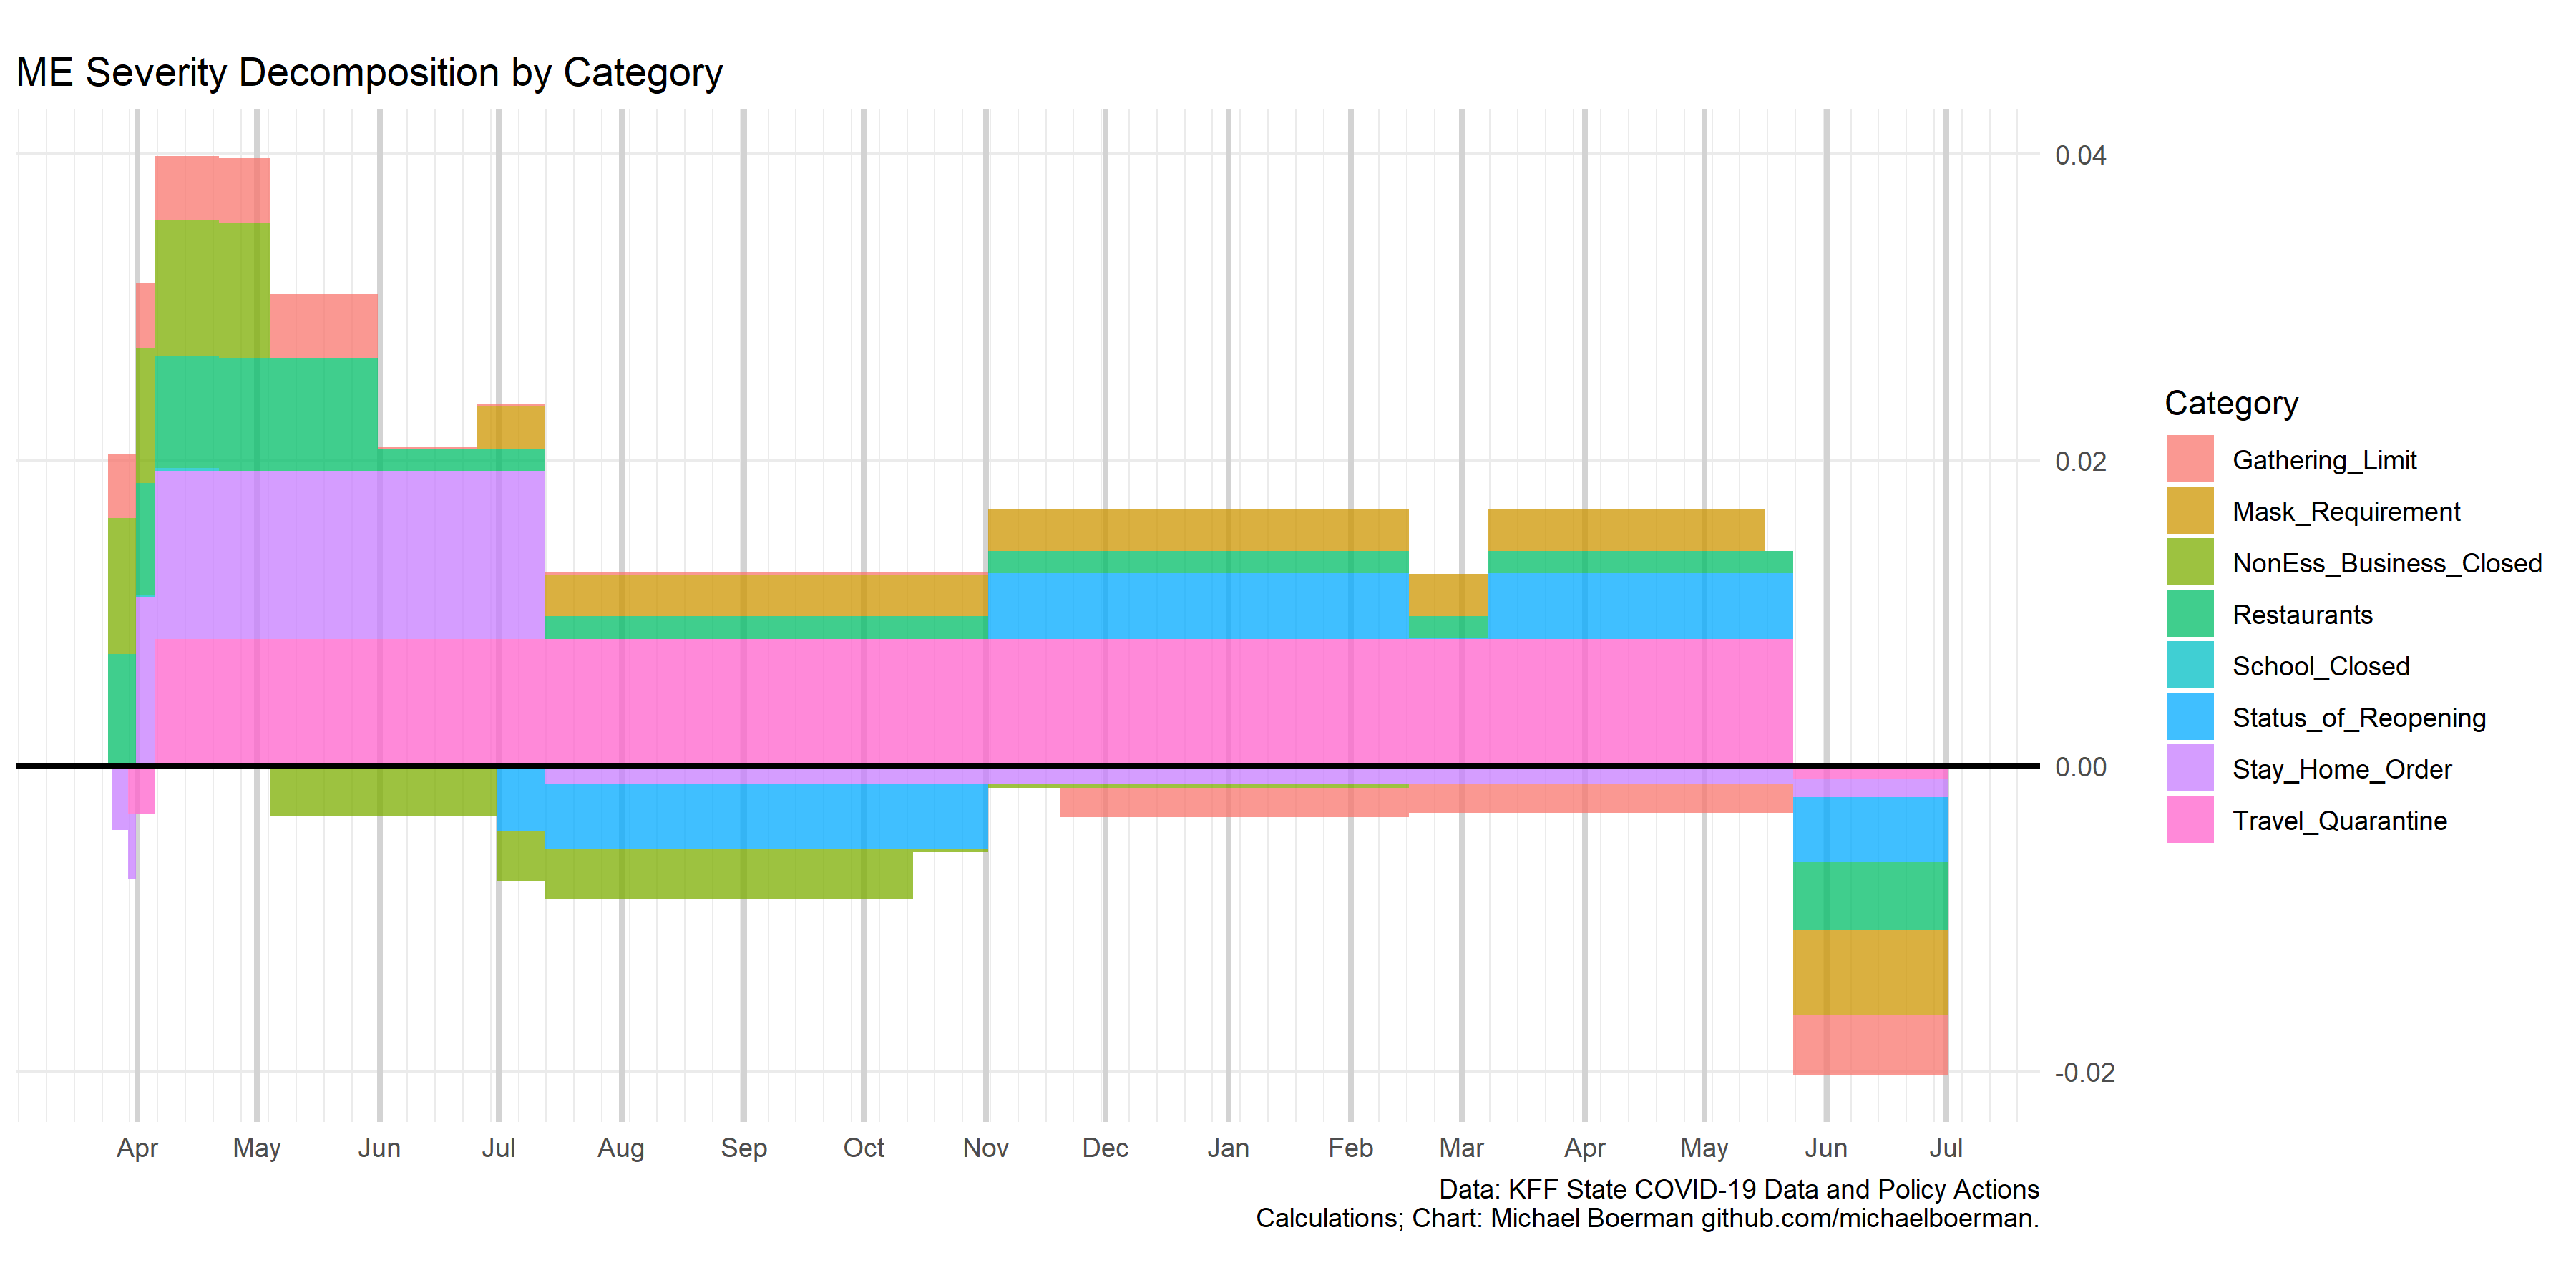 ME Severity Decomposition by Category
0.04
0.02
0.00
-0.02
Apr May Jun Jul Aug Sep Oct Nov Dec Jan Feb Mar Apr May Jun Jul
Data: KFF State COVID-19 Data and Policy Actions
Calculations; Chart: Michael Boerman github.com/michaelboerman.
Category
Gathering_Limit
Mask_Requirement
NonEss_Business_Closed
Restaurants
School_Closed
Status_of_Reopening
Stay_Home_Order
Travel_Quarantine